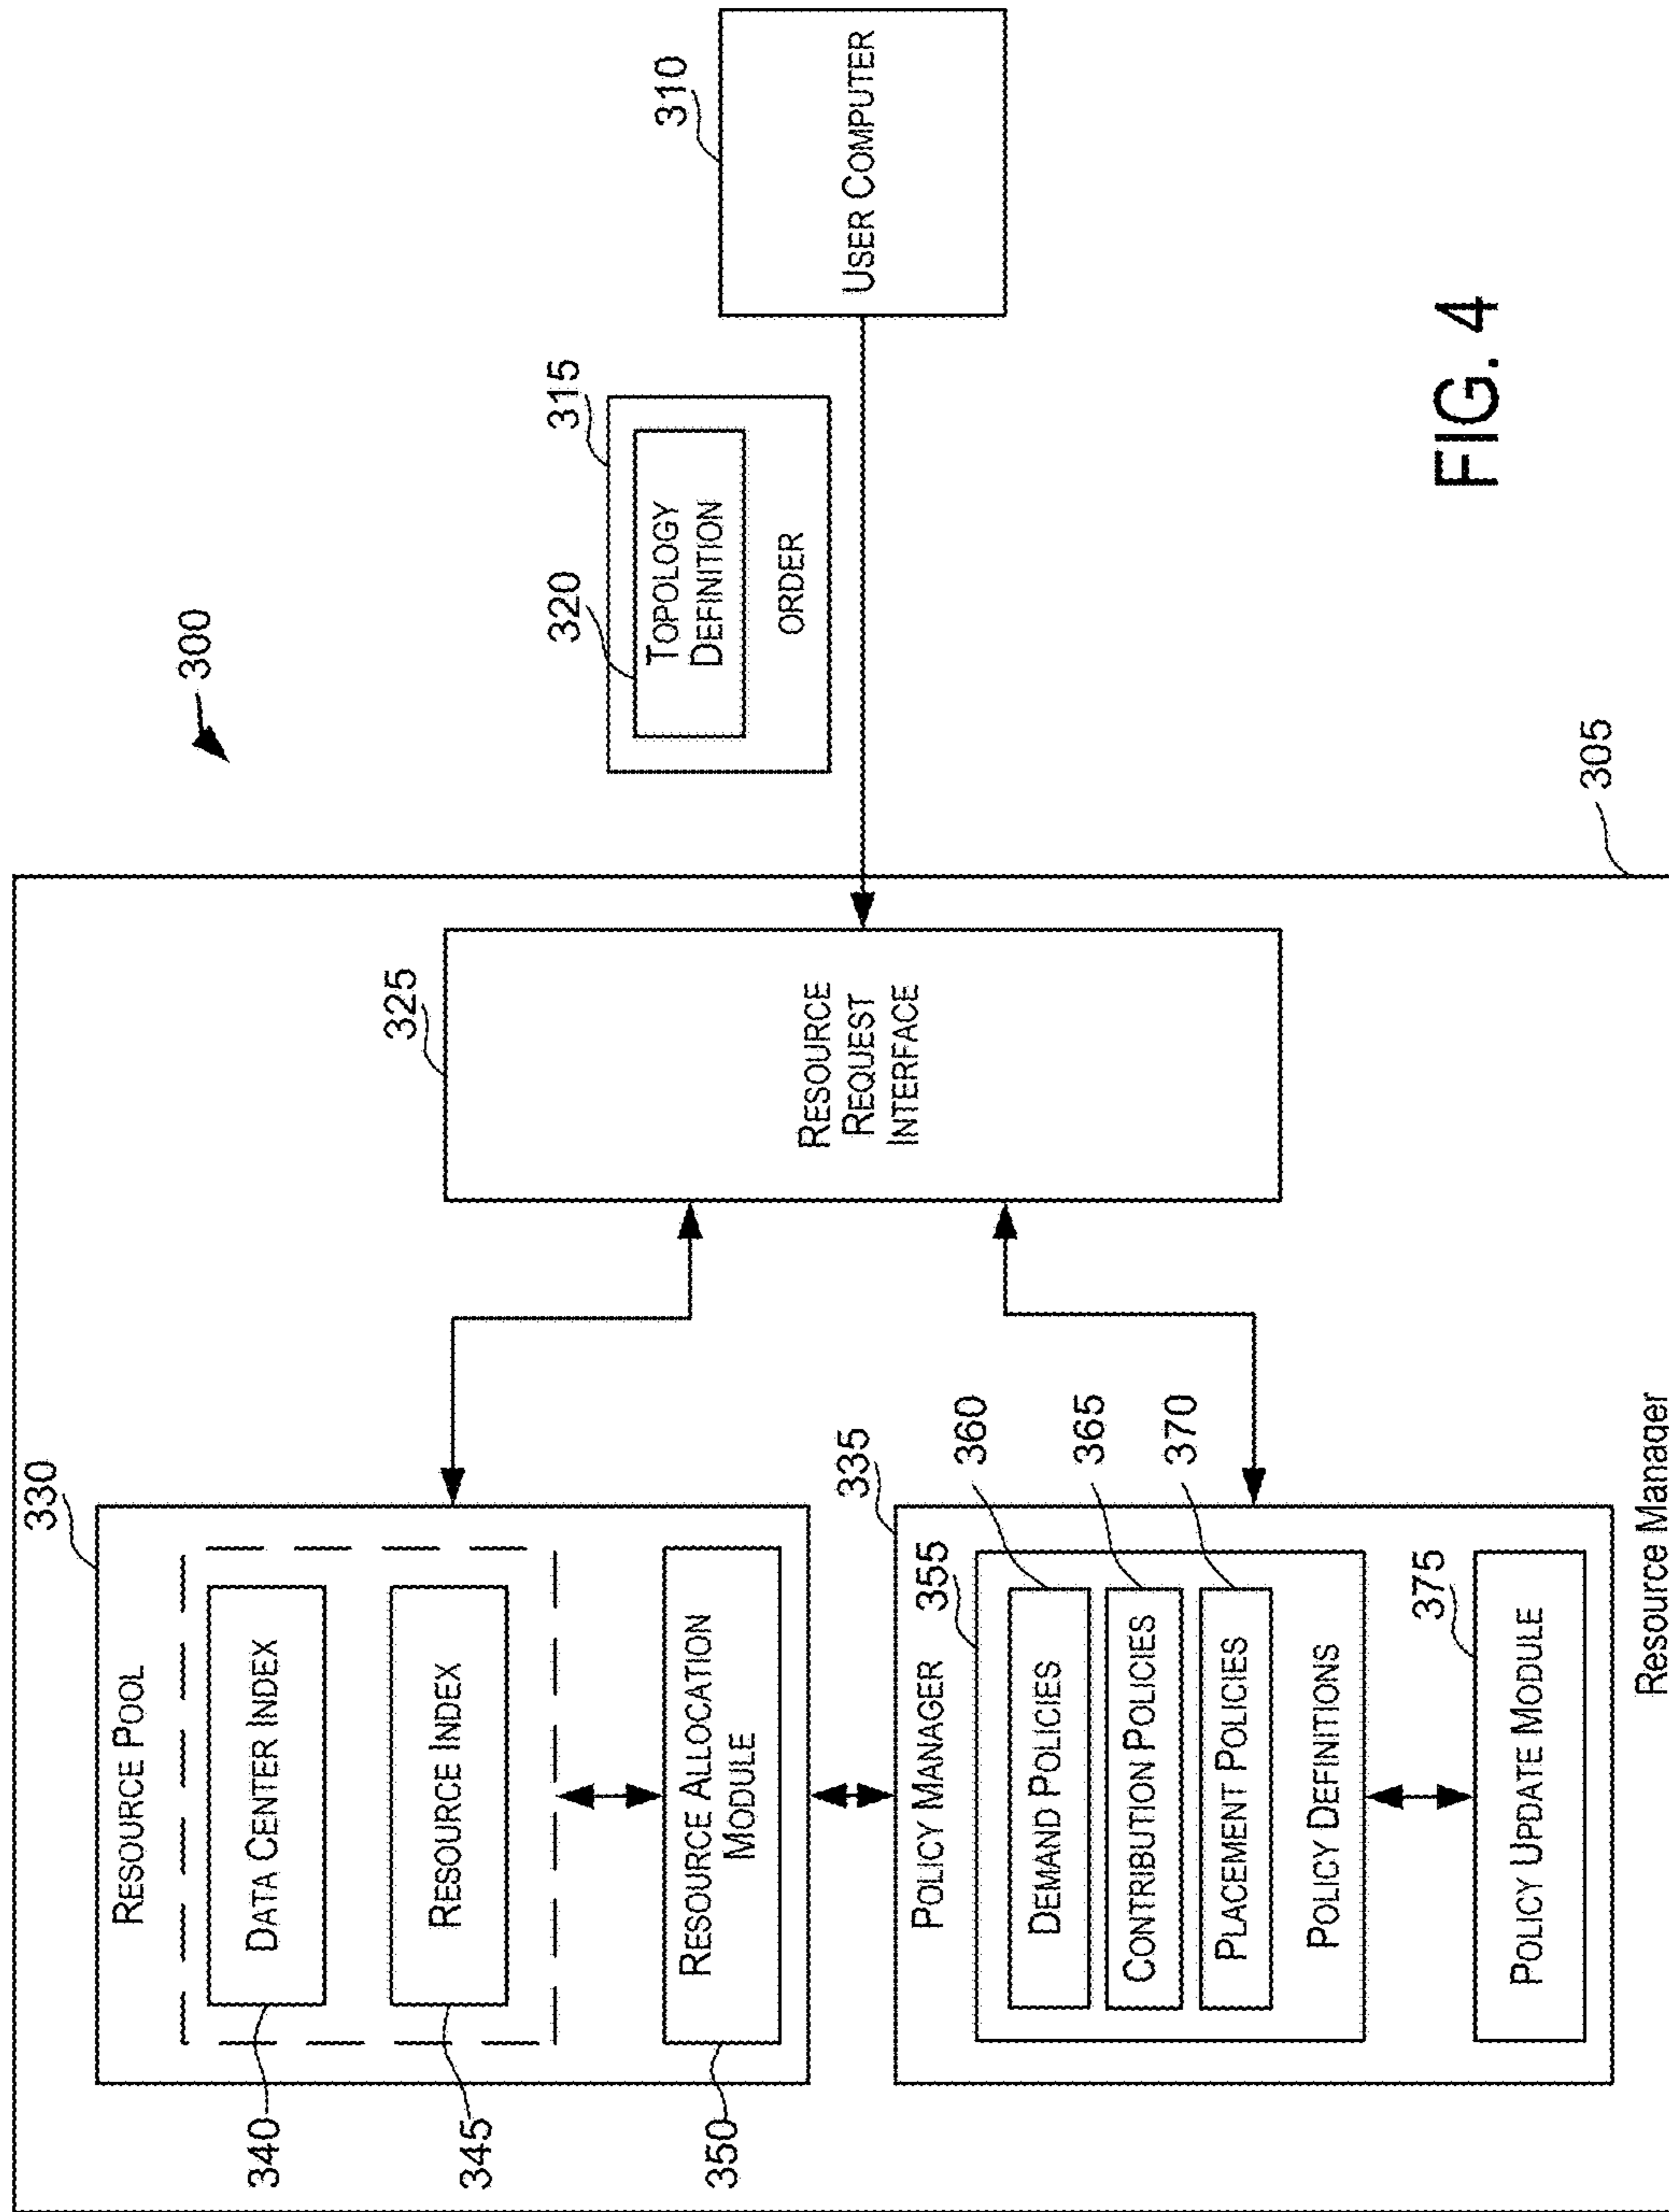 300
330
RESOURCE POOL
340
DATA CENTER INDEX
345
RESOURCE INDEX
350
RESOURCE ALLOCATION
MODULE
335
POLICY MANAGER
355
360
DEMAND POLICIES
365
CONTRIBUTION POLICIES
370
PLACEMENT POLICIES
POLICY DEFINITIONS
375
POLICY UPDATE MODULE
Resource Manager
305
325
RESOURCE
REQUEST
INTERFACE
315
320
TOPOLOGY
DEFINITION
ORDER
310
USER COMPUTER
FIG. 4